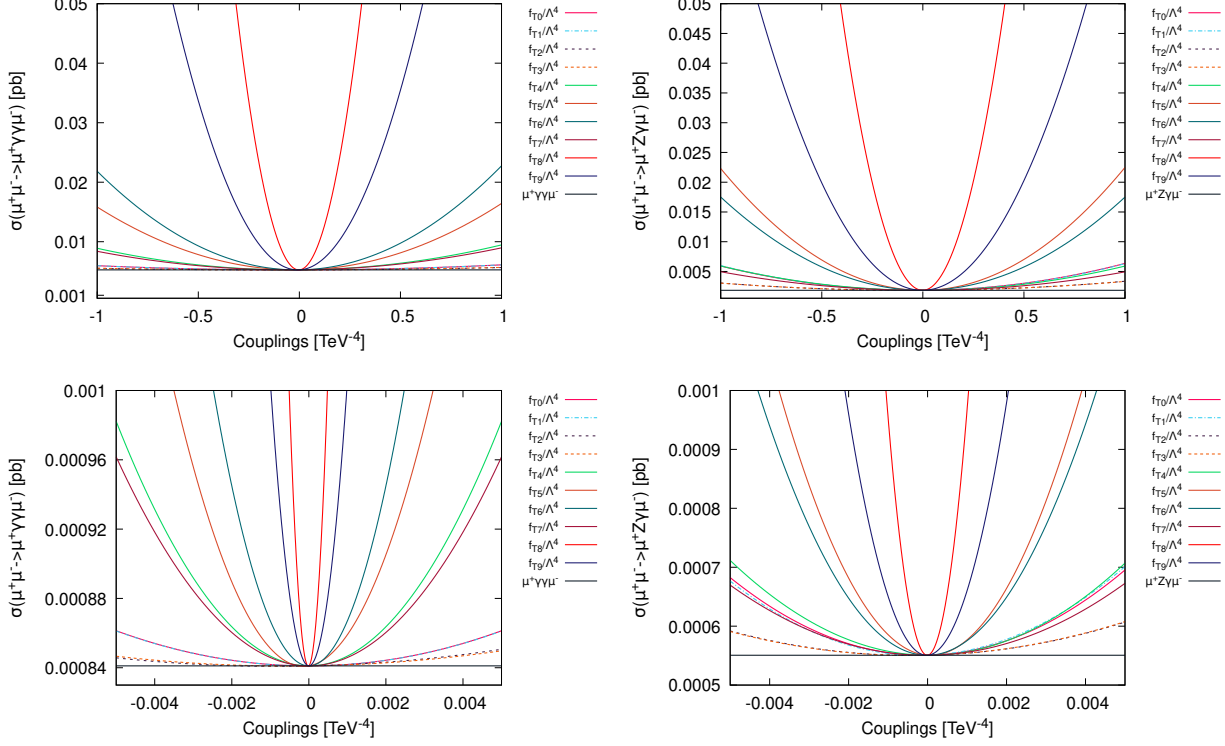 σ(μ⁺μ⁻->μ⁺γγμ⁻) [pb]
0.05
0.04
0.03
0.02
0.01
0.001
-1 -0.5 0 0.5 1
Couplings [TeV⁻⁴]
f_T0/Λ⁴
f_T1/Λ⁴
f_T2/Λ⁴
f_T3/Λ⁴
f_T4/Λ⁴
f_T5/Λ⁴
f_T6/Λ⁴
f_T7/Λ⁴
f_T8/Λ⁴
f_T9/Λ⁴
μ⁺γγμ⁻
σ(μ⁺μ⁻->μ⁺Zγμ⁻) [pb]
0.05
0.045
0.04
0.035
0.03
0.025
0.02
0.015
0.01
0.005
-1 -0.5 0 0.5 1
Couplings [TeV⁻⁴]
f_T0/Λ⁴
f_T1/Λ⁴
f_T2/Λ⁴
f_T3/Λ⁴
f_T4/Λ⁴
f_T5/Λ⁴
f_T6/Λ⁴
f_T7/Λ⁴
f_T8/Λ⁴
f_T9/Λ⁴
μ⁺Zγμ⁻
σ(μ⁺μ⁻->μ⁺γγμ⁻) [pb]
0.001
0.00096
0.00092
0.00088
0.00084
-0.004 -0.002 0 0.002 0.004
Couplings [TeV⁻⁴]
f_T0/Λ⁴
f_T1/Λ⁴
f_T2/Λ⁴
f_T3/Λ⁴
f_T4/Λ⁴
f_T5/Λ⁴
f_T6/Λ⁴
f_T7/Λ⁴
f_T8/Λ⁴
f_T9/Λ⁴
μ⁺γγμ⁻
σ(μ⁺μ⁻->μ⁺Zγμ⁻) [pb]
0.001
0.0009
0.0008
0.0007
0.0006
0.0005
-0.004 -0.002 0 0.002 0.004
Couplings [TeV⁻⁴]
f_T0/Λ⁴
f_T1/Λ⁴
f_T2/Λ⁴
f_T3/Λ⁴
f_T4/Λ⁴
f_T5/Λ⁴
f_T6/Λ⁴
f_T7/Λ⁴
f_T8/Λ⁴
f_T9/Λ⁴
μ⁺Zγμ⁻